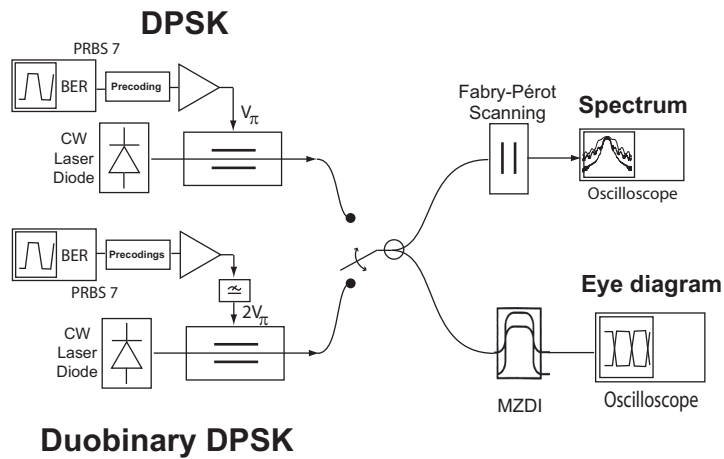 DPSK
PRBS 7
BER
Precoding
Vπ
CW
Laser
Diode
Fabry-Pérot
Scanning
Spectrum
Oscilloscope
BER
Precodings
PRBS 7
2Vπ
CW
Laser
Diode
Eye diagram
MZDI
Oscilloscope
Duobinary DPSK